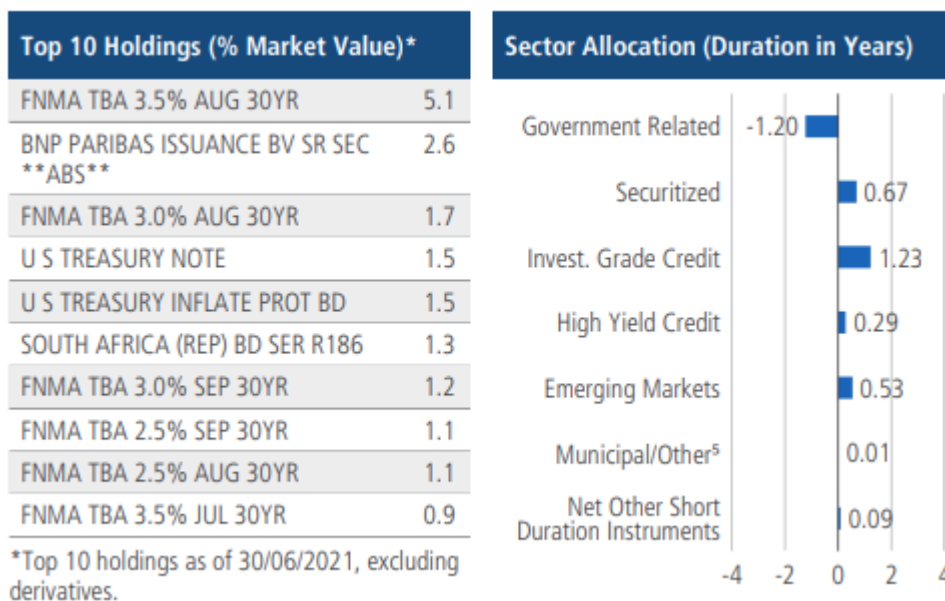 Top 10 Holdings (% Market Value)*
FNMA TBA 3.5% AUG 30YR 5.1
BNP PARIBAS ISSUANCE BV SR SEC 2.6
**ABS**
FNMA TBA 3.0% AUG 30YR 1.7
U S TREASURY NOTE 1.5
U S TREASURY INFLATE PROT BD 1.5
SOUTH AFRICA (REP) BD SER R186 1.3
FNMA TBA 3.0% SEP 30YR 1.2
FNMA TBA 2.5% SEP 30YR 1.1
FNMA TBA 2.5% AUG 30YR 1.1
FNMA TBA 3.5% JUL 30YR 0.9
*Top 10 holdings as of 30/06/2021, excluding
derivatives.
Sector Allocation (Duration in Years)
Government Related -1.20
Securitized 0.67
Invest. Grade Credit 1.23
High Yield Credit 0.29
Emerging Markets 0.53
Municipal/Other⁵ 0.01
Net Other Short
Duration Instruments 0.09
-4 -2 0 2 4